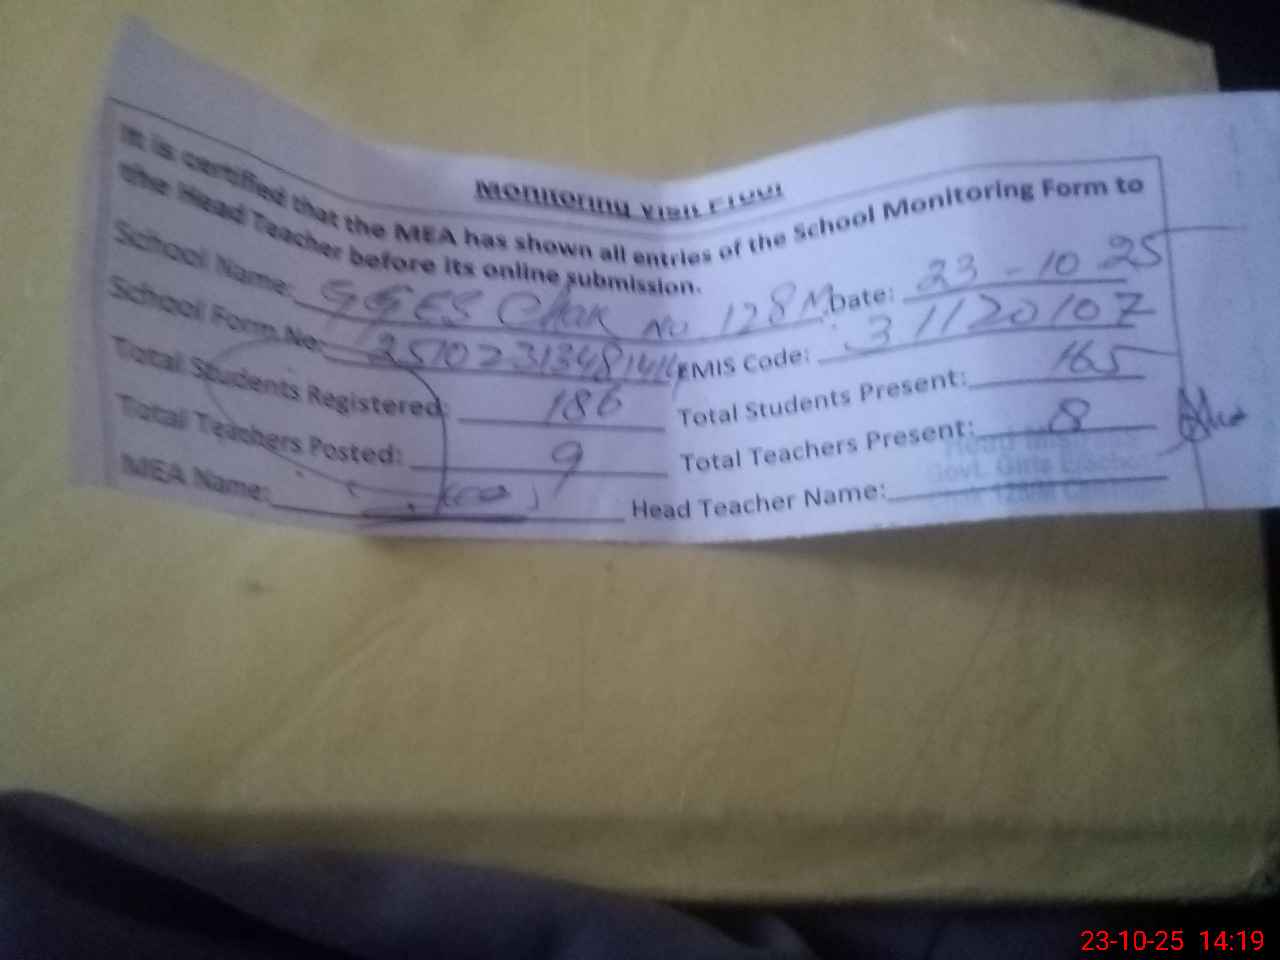 Monitoring Visit Proof
It is certified that the MEA has shown all entries of the School Monitoring Form to
the Head Teacher before its online submission.
School Name: GGES Chak No 128M Date: 23-10 25
School Form No: EMIS Code: 31120107
Total Students Registered: 186 Total Students Present: 165
Total Teachers Posted: 9 Total Teachers Present: 8
MEA Name: Head Teacher Name:
Govt. Girls
23-10-25 14:19